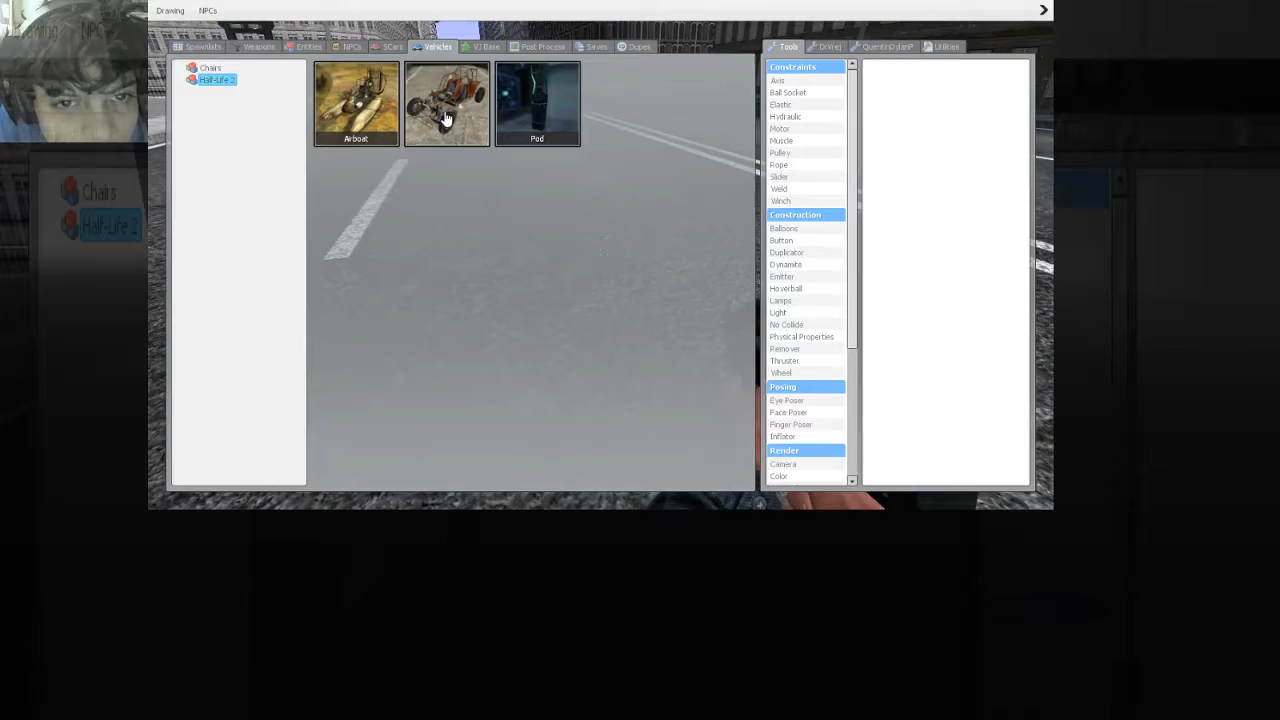 Drawing NPCs
Spawnlists Weapons Entities NPCs SCars Vehicles VJ Base Post Process Saves Dupes
Tools DrVrej QuentinDylanP Utilities
Chairs
Half-Life 2
Airboat
Pod
Constraints
Axis
Ball Socket
Elastic
Hydraulic
Motor
Muscle
Pulley
Rope
Slider
Weld
Winch
Construction
Balloons
Button
Duplicator
Dynamite
Emitter
Hoverball
Lamps
Light
No Collide
Physical Properties
Remover
Thruster
Wheel
Posing
Eye Poser
Face Poser
Finger Poser
Inflator
Render
Camera
Color
Chairs
Half-Life 2